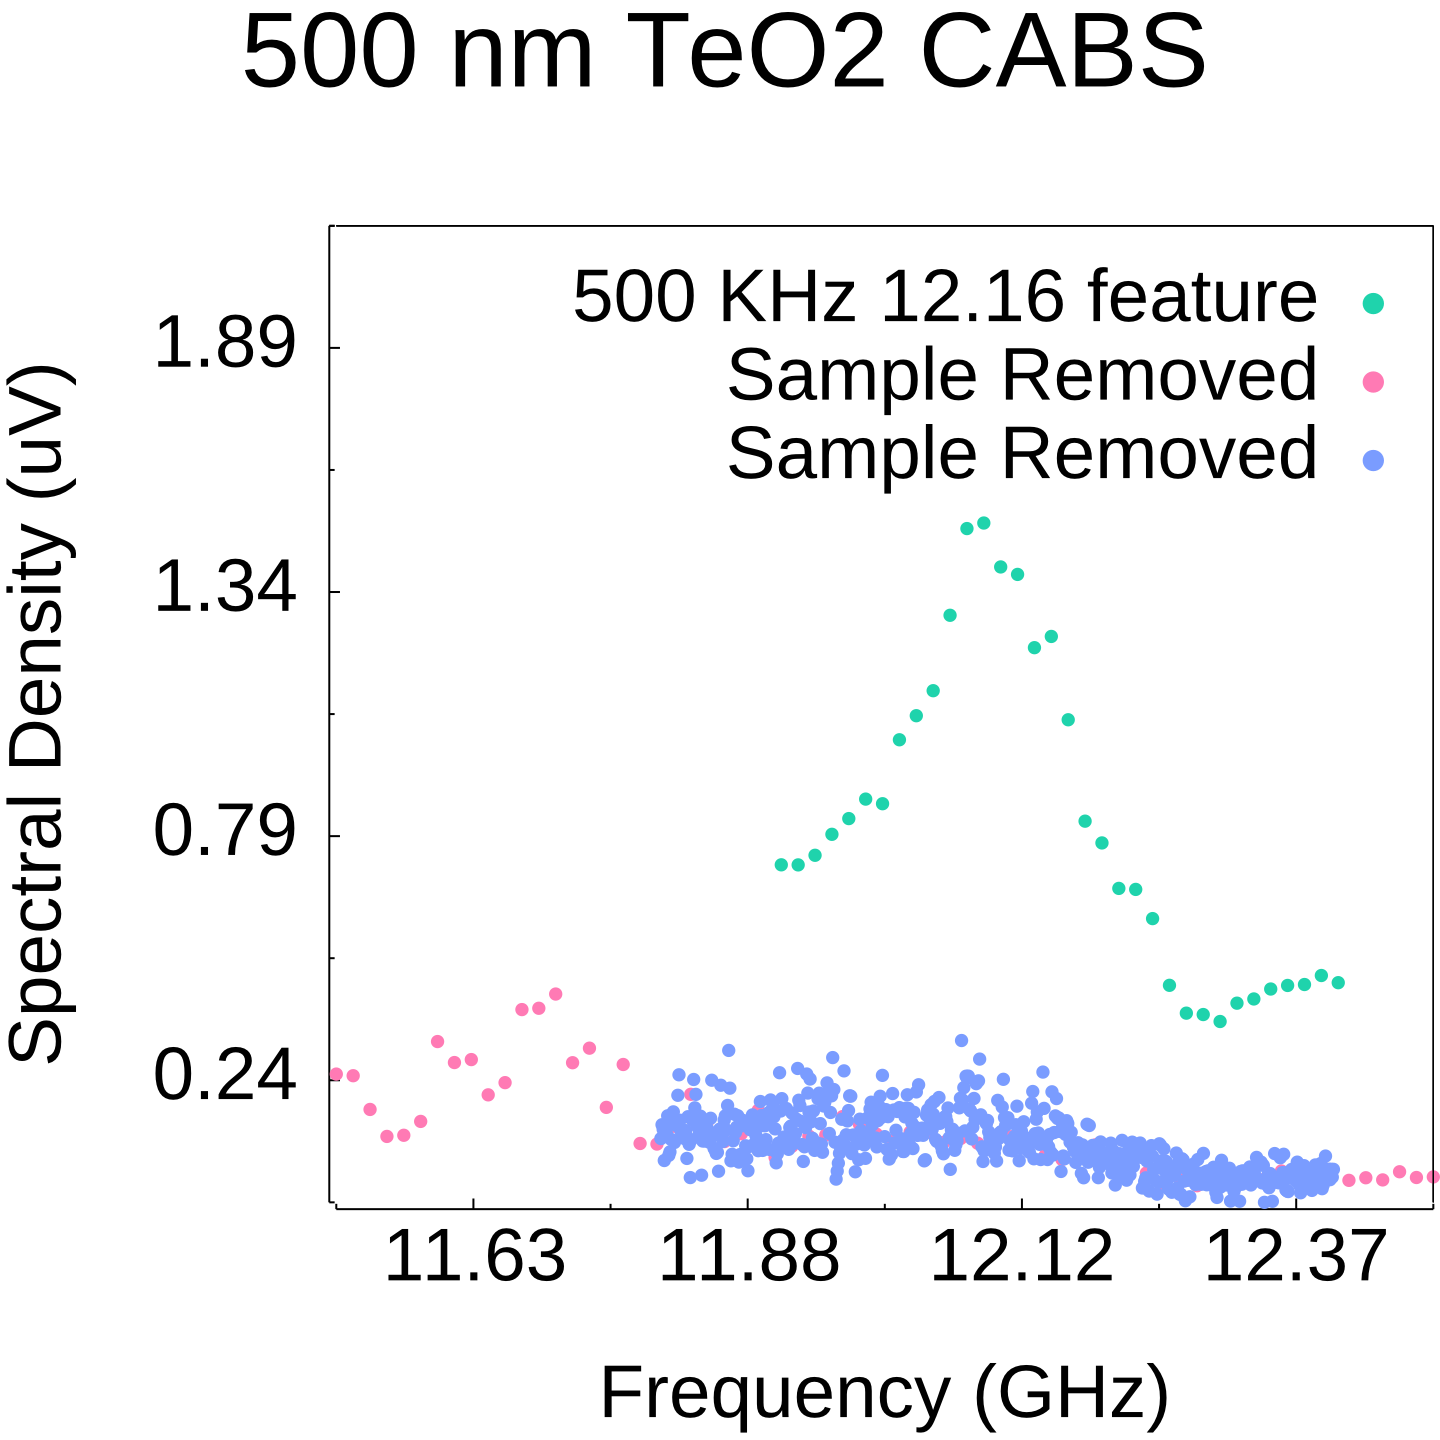 500 nm TeO2 CABS
500 KHz 12.16 feature
Sample Removed
Sample Removed
Spectral Density (uV)
1.89
1.34
0.79
0.24
11.63 11.88 12.12 12.37
Frequency (GHz)